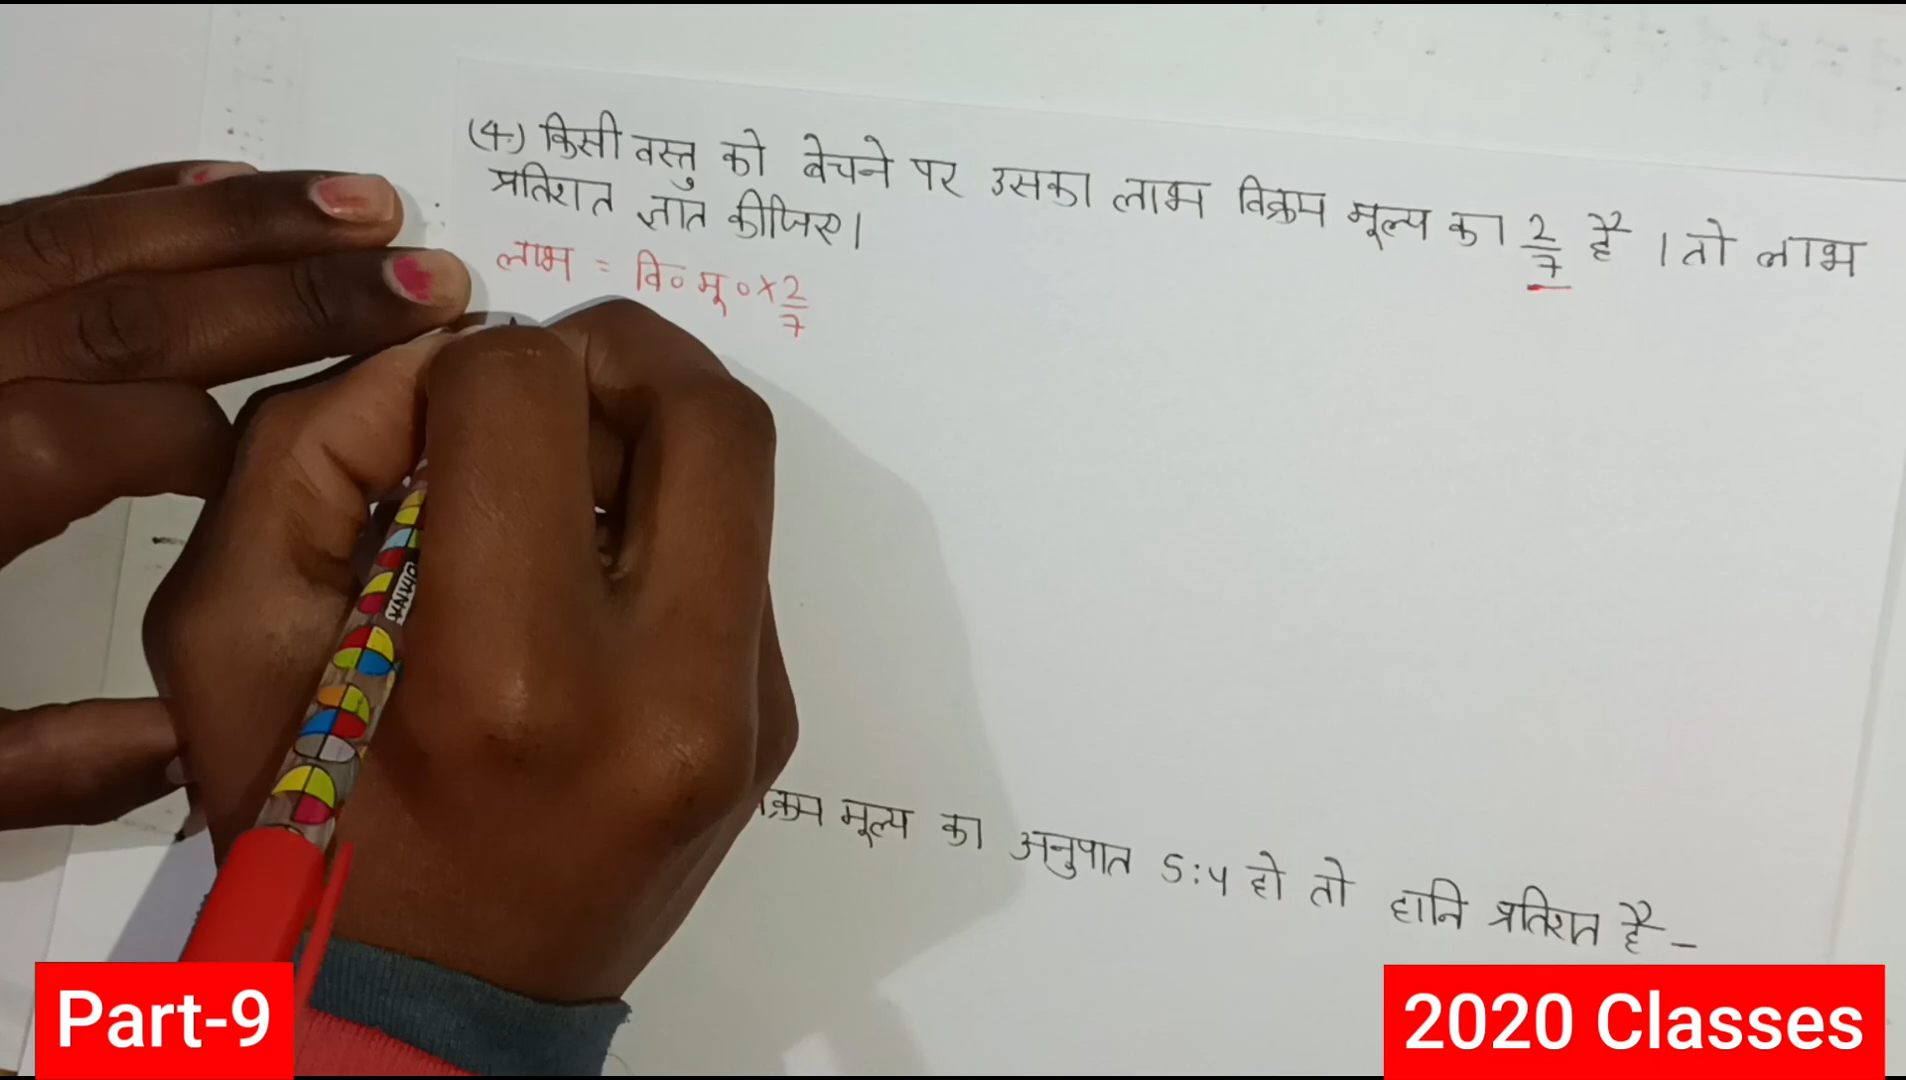 (4) किसी वस्तु को बेचने पर उसका लाभ विक्रय मूल्य का 2/7 है । तो लाभ
प्रतिशत ज्ञात कीजिए।
लाभ = वि० मू० × 2/7
मूल्य का अनुपात 5:4 हो तो हानि प्रतिशत है -
Part-9
2020 Classes